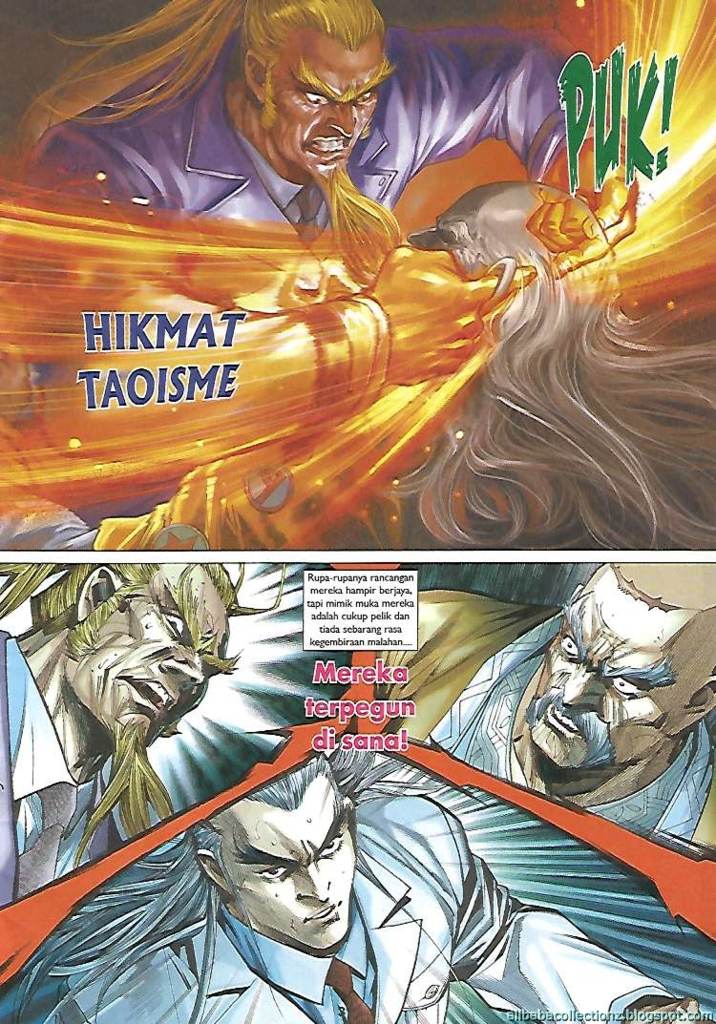 PUK!
HIKMAT
TAOISME
Rupa-rupanya rancangan
mereka hampir berjaya,
tapi mimik muka mereka
adalah cukup pelik dan
tiada sebarang rasa
kegembiraan malahan....
Mereka
terpegun
di sana!
alibabacollectionz.blogspot.com